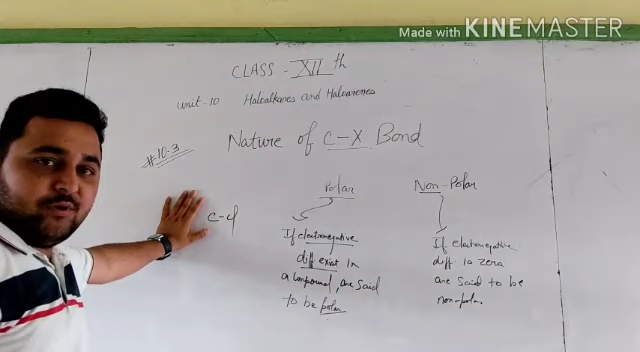 Made with KINEMASTER
CLASS - XII th
Unit-10 Haloalkanes and Haloarenes
Nature of C-X Bond
#10.3
C-Cl
Polar
If electronegative
diff exist in
a compound are said
to be polar
Non-Polar
If electronegative
diff. is zero
are said to be
non-polar.